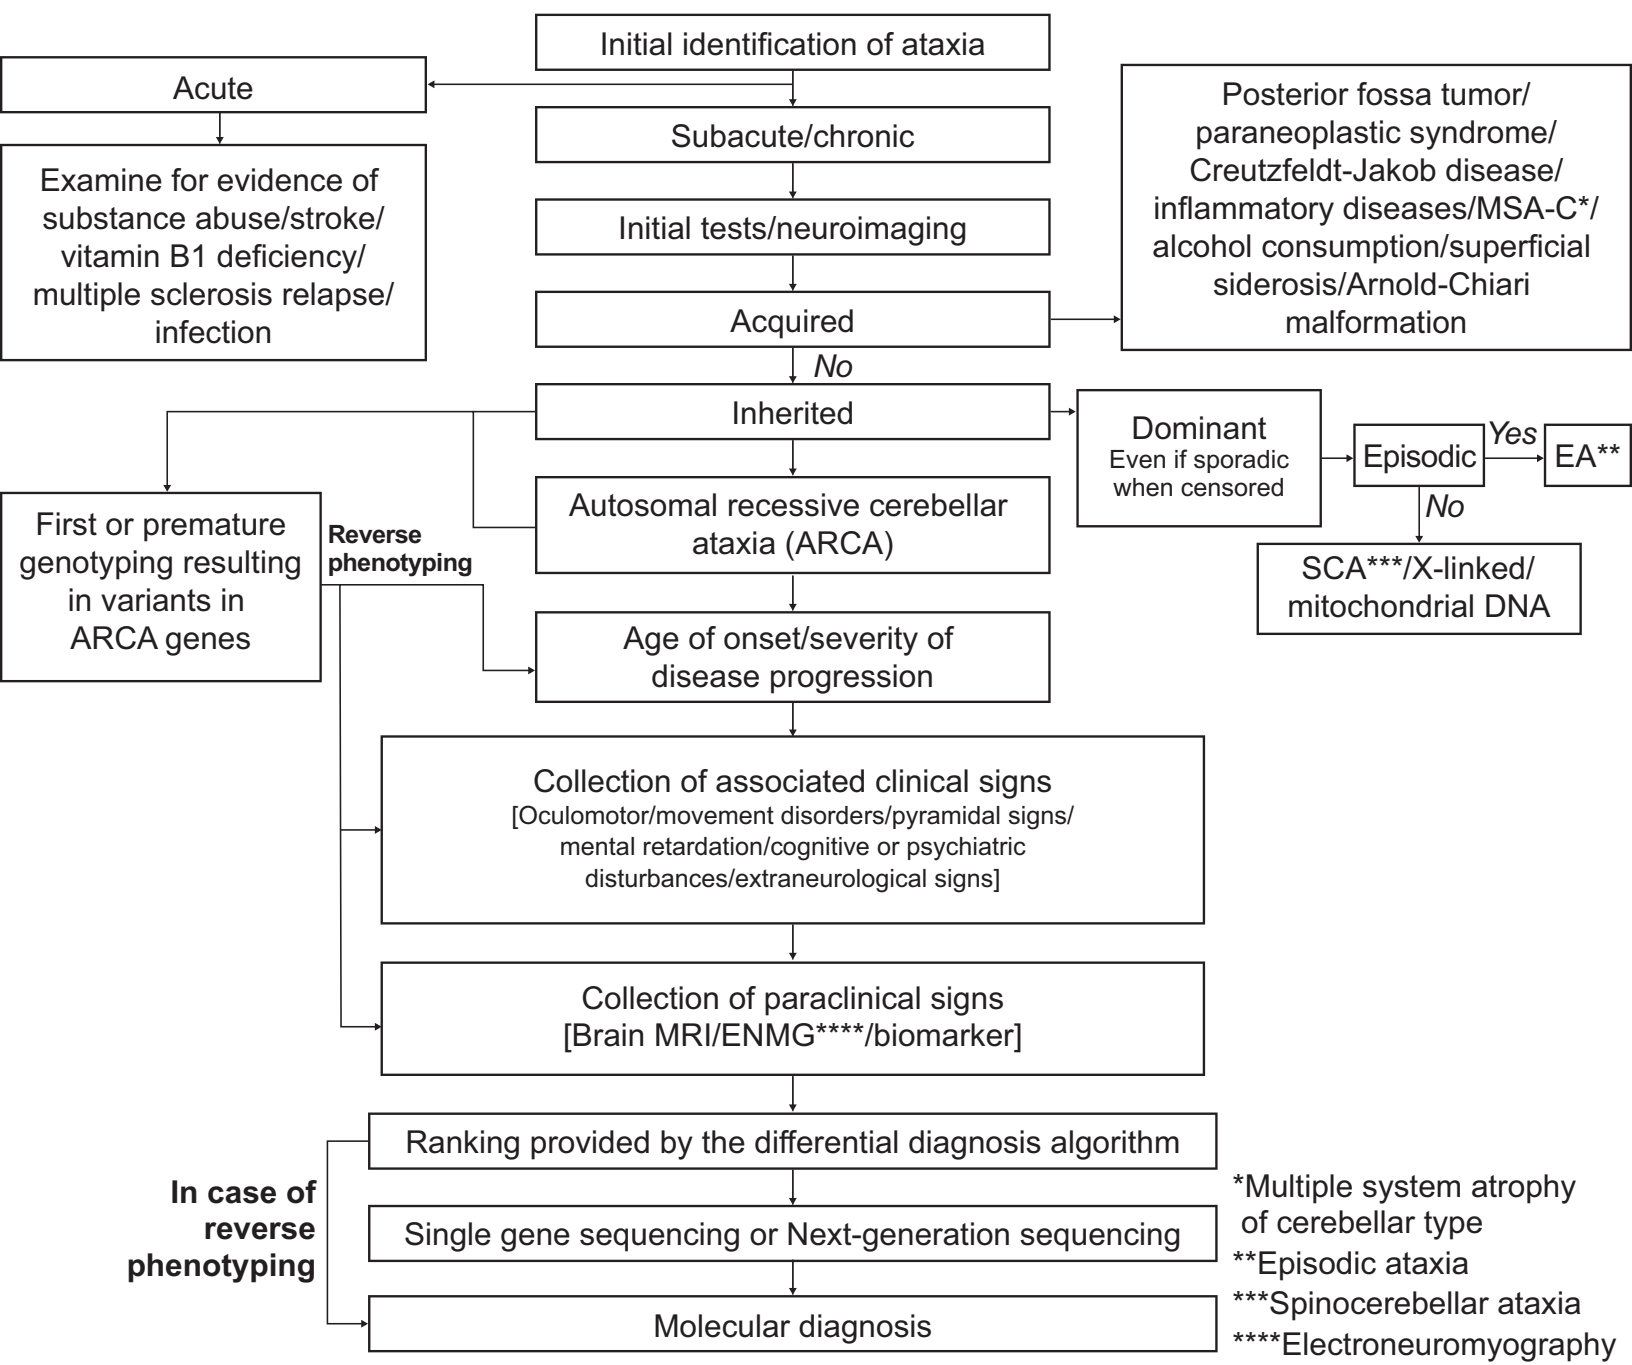 Initial identification of ataxia
Acute
Examine for evidence of
substance abuse/stroke/
vitamin B1 deficiency/
multiple sclerosis relapse/
infection
Subacute/chronic
Initial tests/neuroimaging
Acquired
Posterior fossa tumor/
paraneoplastic syndrome/
Creutzfeldt-Jakob disease/
inflammatory diseases/MSA-C*/
alcohol consumption/superficial
siderosis/Arnold-Chiari
malformation
No
Inherited
Dominant
Even if sporadic
when censored
Episodic
Yes
EA**
No
SCA***/X-linked/
mitochondrial DNA
Autosomal recessive cerebellar
ataxia (ARCA)
First or premature
genotyping resulting
in variants in
ARCA genes
Reverse
phenotyping
Age of onset/severity of
disease progression
Collection of associated clinical signs
[Oculomotor/movement disorders/pyramidal signs/
mental retardation/cognitive or psychiatric
disturbances/extraneurological signs]
Collection of paraclinical signs
[Brain MRI/ENMG****/biomarker]
Ranking provided by the differential diagnosis algorithm
In case of
reverse
phenotyping
Single gene sequencing or Next-generation sequencing
Molecular diagnosis
*Multiple system atrophy
of cerebellar type
**Episodic ataxia
***Spinocerebellar ataxia
****Electroneuromyography